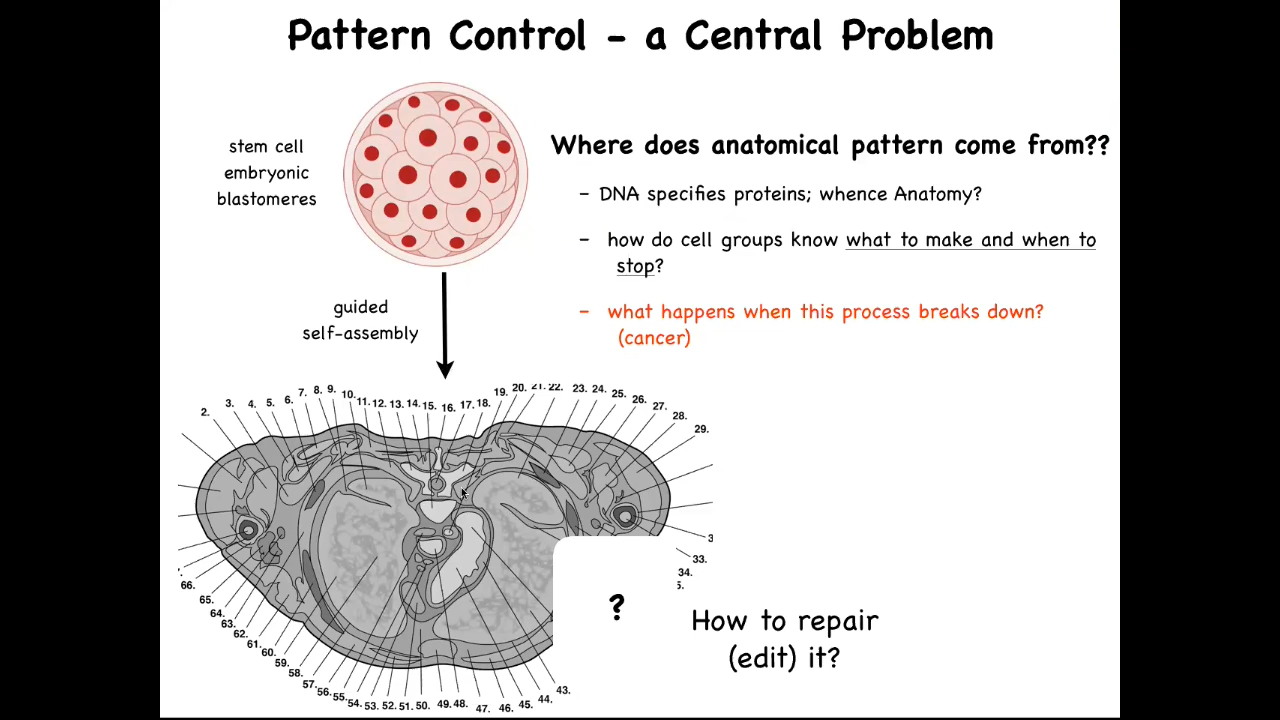 Pattern Control - a Central Problem
stem cell
embryonic
blastomeres
Where does anatomical pattern come from??
- DNA specifies proteins; whence Anatomy?
- how do cell groups know what to make and when to
stop?
guided
self-assembly
- what happens when this process breaks down?
(cancer)
2. 3. 4. 5. 6. 7. 8. 9. 10. 11. 12. 13. 14. 15. 16. 17. 18. 19. 20. 21. 22. 23. 24. 25. 26. 27. 28. 29.
3
33.
34.
5.
66.
65.
64.
63.
62.
61.
60.
59.
58.
57. 56. 55. 54. 53. 52. 51. 50. 49. 48. 47. 46. 45. 44. 43.
?
How to repair
(edit) it?